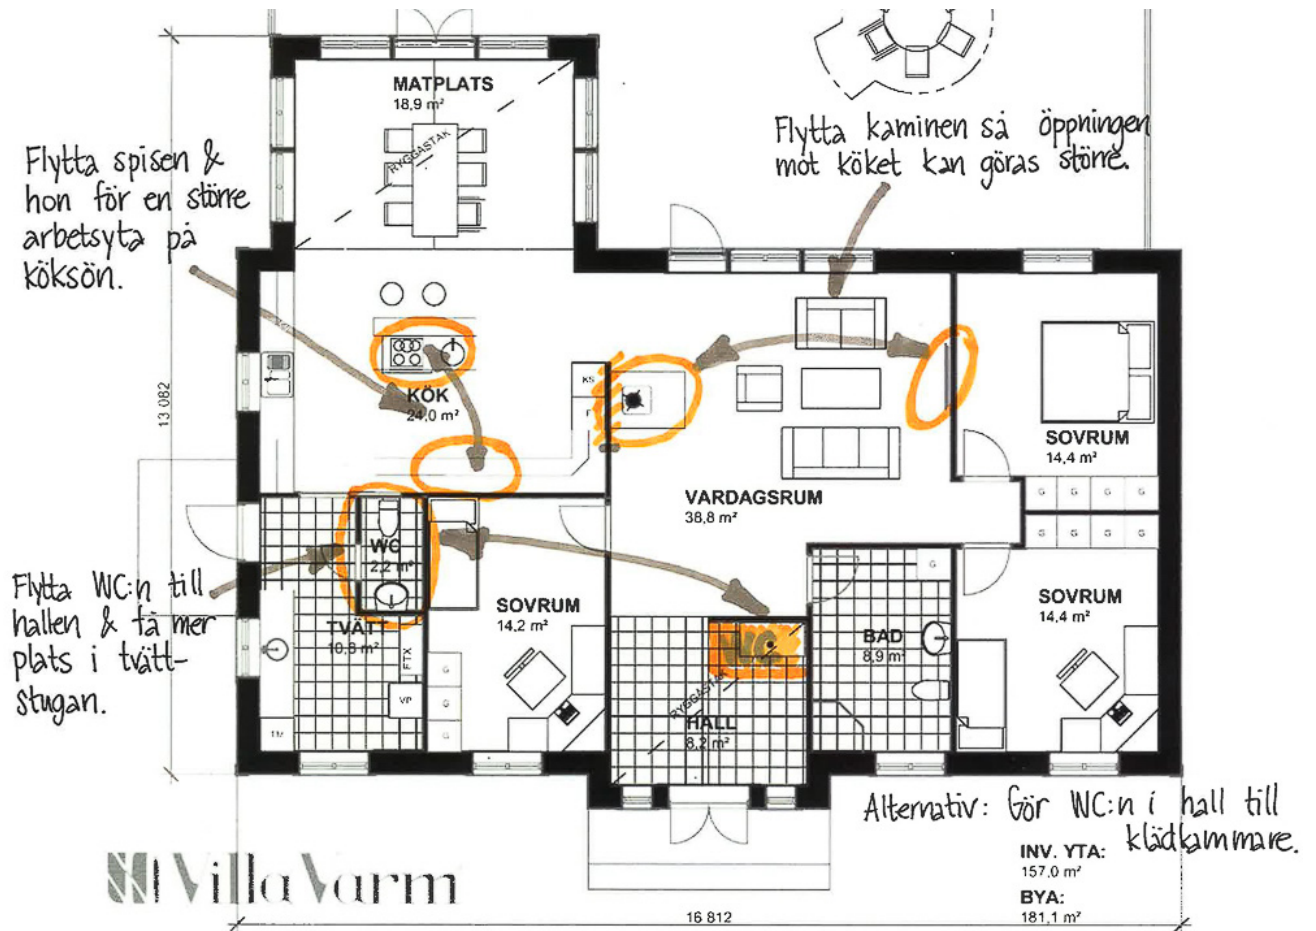 MATPLATS
18,9 m²
RYGGÅSTAK
Flytta kaminen så öppningen
mot köket kan göras större.
Flytta spisen &
hon för en större
arbetsyta på
köksön.
13 082
KÖK
24,0 m²
KS
F
SOVRUM
14,4 m²
VARDAGSRUM
38,8 m²
G G G G
G G G G
WC
2,2 m²
Flytta WC:n till
hallen & få mer
plats i tvätt-
stugan.
TVÄTT
10,8 m²
FTX
VP
TM
SOVRUM
14,2 m²
G
G
G
WC
RYGGÅSTAK
HALL
8,2 m²
G
BAD
8,9 m²
SOVRUM
14,4 m²
Alternativ: Gör WC:n i hall till
klädkammare.
INV. YTA:
157,0 m²
BYA:
181,1 m²
Villa Varm
16 812